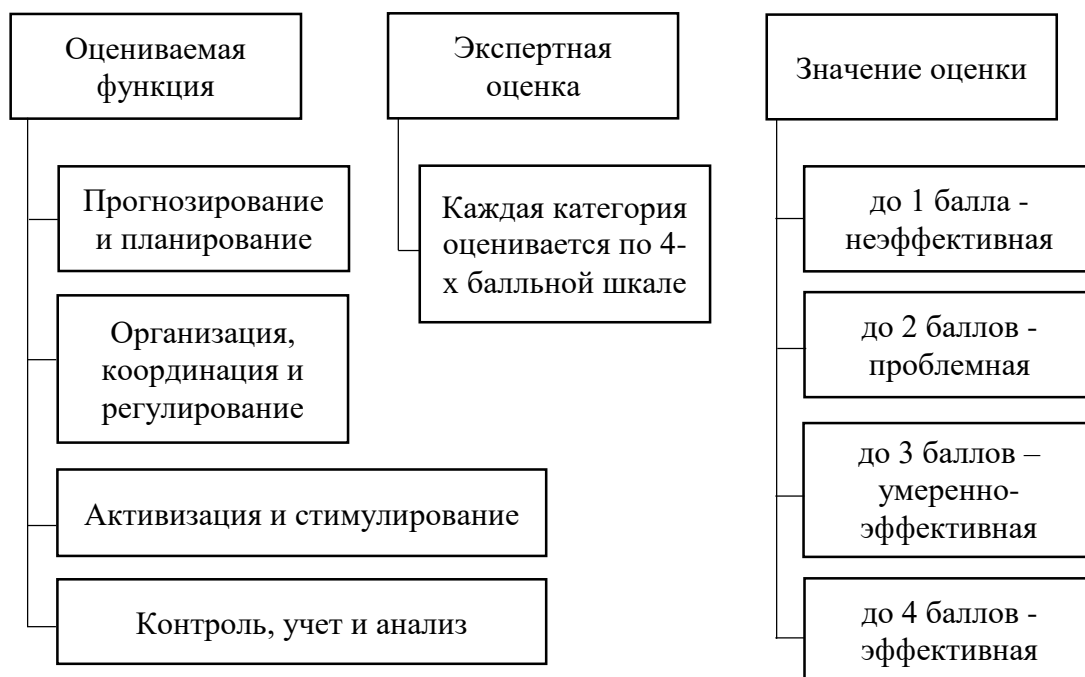 Оцениваемая
функция
Прогнозирование
и планирование
Организация,
координация и
регулирование
Активизация и стимулирование
Контроль, учет и анализ
Экспертная
оценка
Каждая категория
оценивается по 4-
х балльной шкале
Значение оценки
до 1 балла -
неэффективная
до 2 баллов -
проблемная
до 3 баллов –
умеренно-
эффективная
до 4 баллов -
эффективная